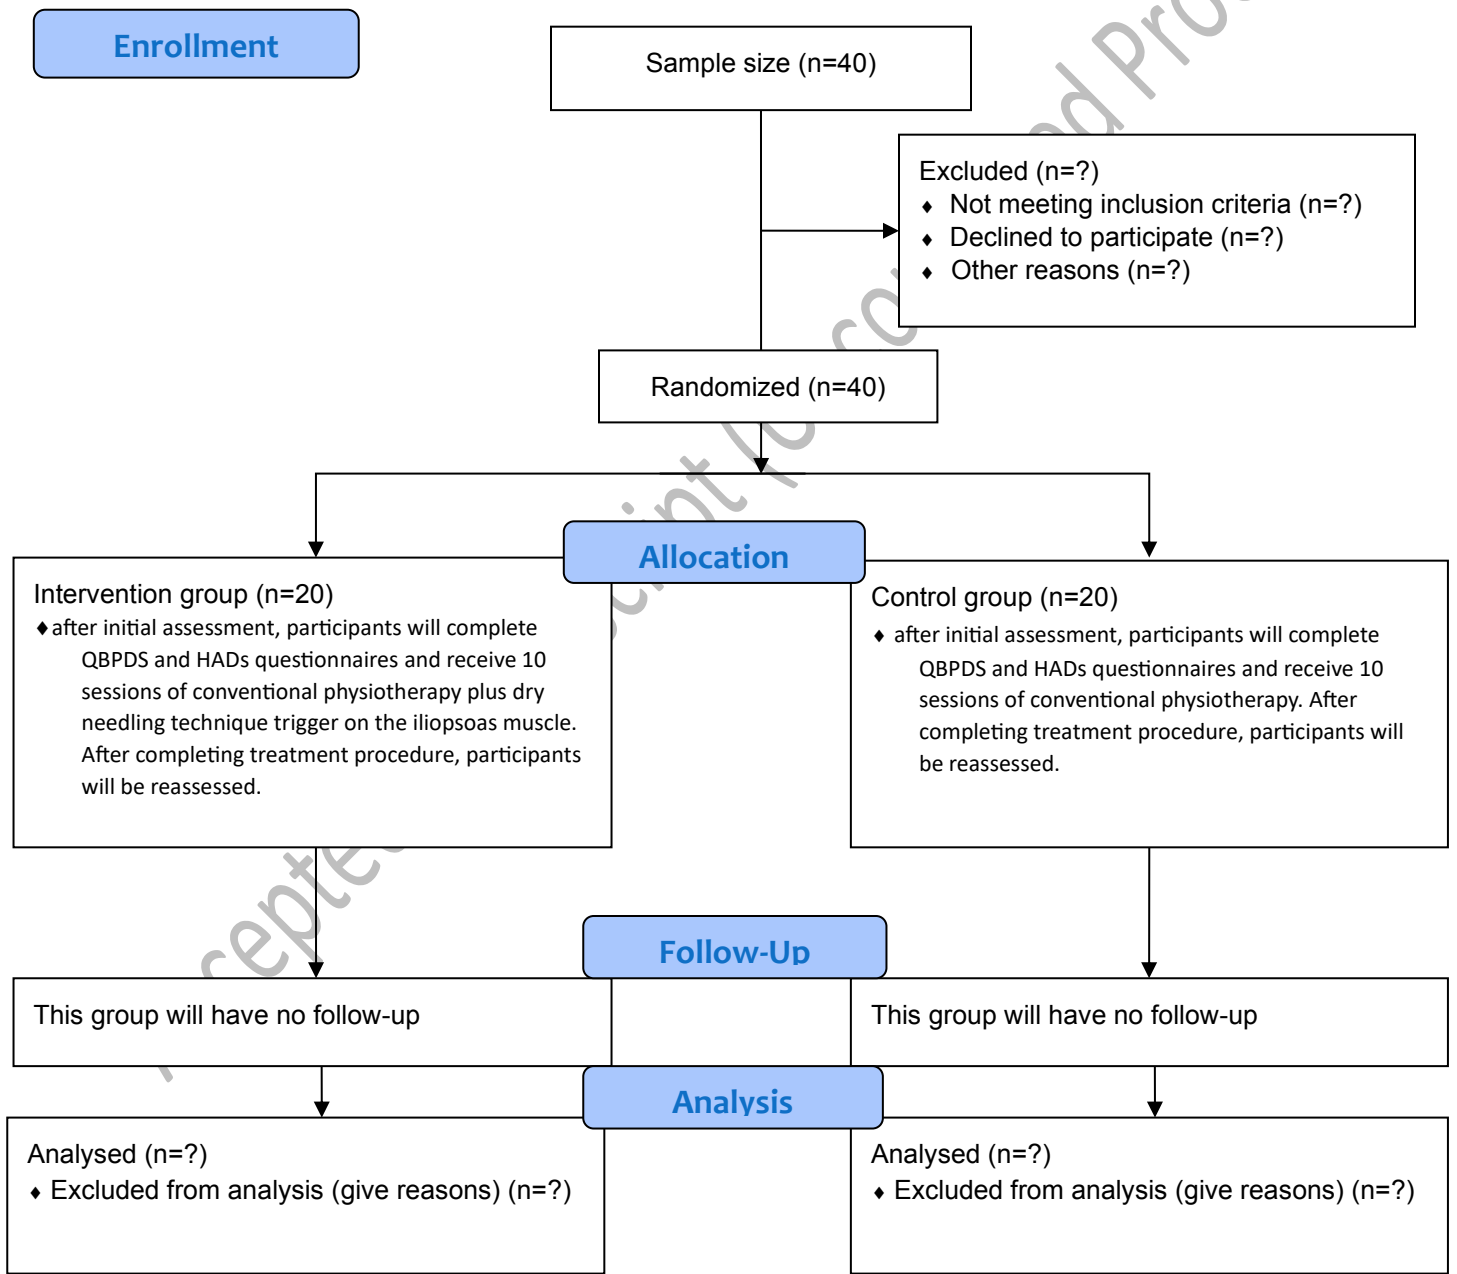 Enrollment
Sample size (n=40)
Excluded (n=?)
♦ Not meeting inclusion criteria (n=?)
♦ Declined to participate (n=?)
♦ Other reasons (n=?)
Randomized (n=40)
Allocation
Intervention group (n=20)
♦after initial assessment, participants will complete
QBPDS and HADs questionnaires and receive 10
sessions of conventional physiotherapy plus dry
needling technique trigger on the iliopsoas muscle.
After completing treatment procedure, participants
will be reassessed.
Control group (n=20)
♦ after initial assessment, participants will complete
QBPDS and HADs questionnaires and receive 10
sessions of conventional physiotherapy. After
completing treatment procedure, participants will
be reassessed.
Follow-Up
This group will have no follow-up
This group will have no follow-up
Analysis
Analysed (n=?)
♦ Excluded from analysis (give reasons) (n=?)
Analysed (n=?)
♦ Excluded from analysis (give reasons) (n=?)